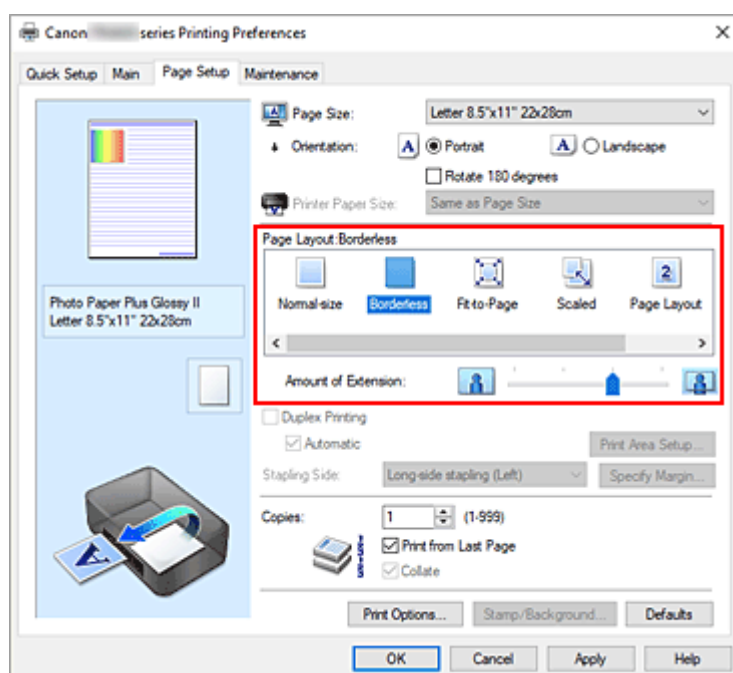 Canon series Printing Preferences
Quick Setup Main Page Setup Maintenance
Page Size: Letter 8.5"x11" 22x28cm
Orientation: A Portrait A Landscape
Rotate 180 degrees
Printer Paper Size: Same as Page Size
Page Layout:Borderless
2
Normal-size Borderless Fit-to-Page Scaled Page Layout
Photo Paper Plus Glossy II
Letter 8.5"x11" 22x28cm
Amount of Extension:
Duplex Printing
Automatic Print Area Setup...
Stapling Side: Long-side stapling (Left) Specify Margin...
Copies: 1 (1-999)
Print from Last Page
Collate
A
Print Options... Stamp/Background... Defaults
OK Cancel Apply Help